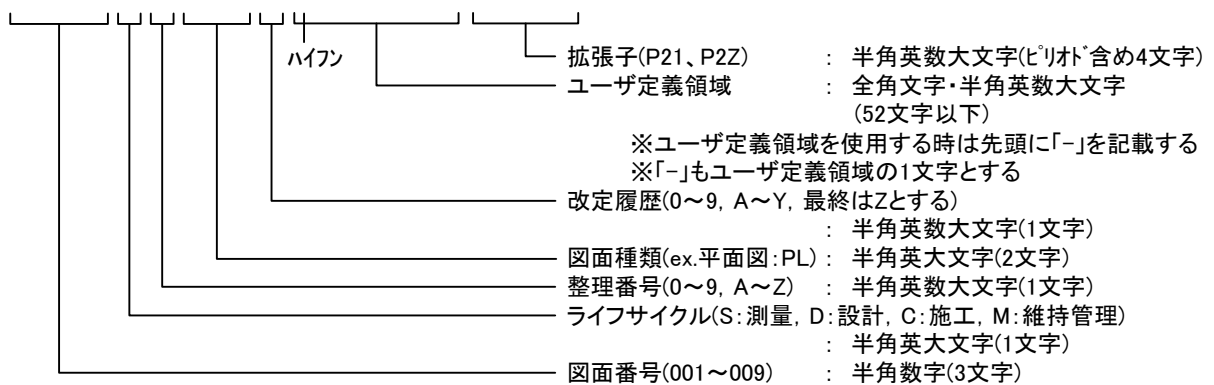 ハイフン
拡張子(P21、P2Z) : 半角英数大文字(ﾋﾟﾘｵﾄﾞ含め4文字)
ユーザ定義領域 : 全角文字・半角英数大文字
(52文字以下)
※ユーザ定義領域を使用する時は先頭に「-」を記載する
※「-」もユーザ定義領域の1文字とする
改定履歴(0～9, A～Y, 最終はZとする)
: 半角英数大文字(1文字)
図面種類(ex.平面図:PL) : 半角英大文字(2文字)
整理番号(0～9, A～Z) : 半角英数大文字(1文字)
ライフサイクル(S:測量, D:設計, C:施工, M:維持管理)
: 半角英大文字(1文字)
図面番号(001～009) : 半角数字(3文字)